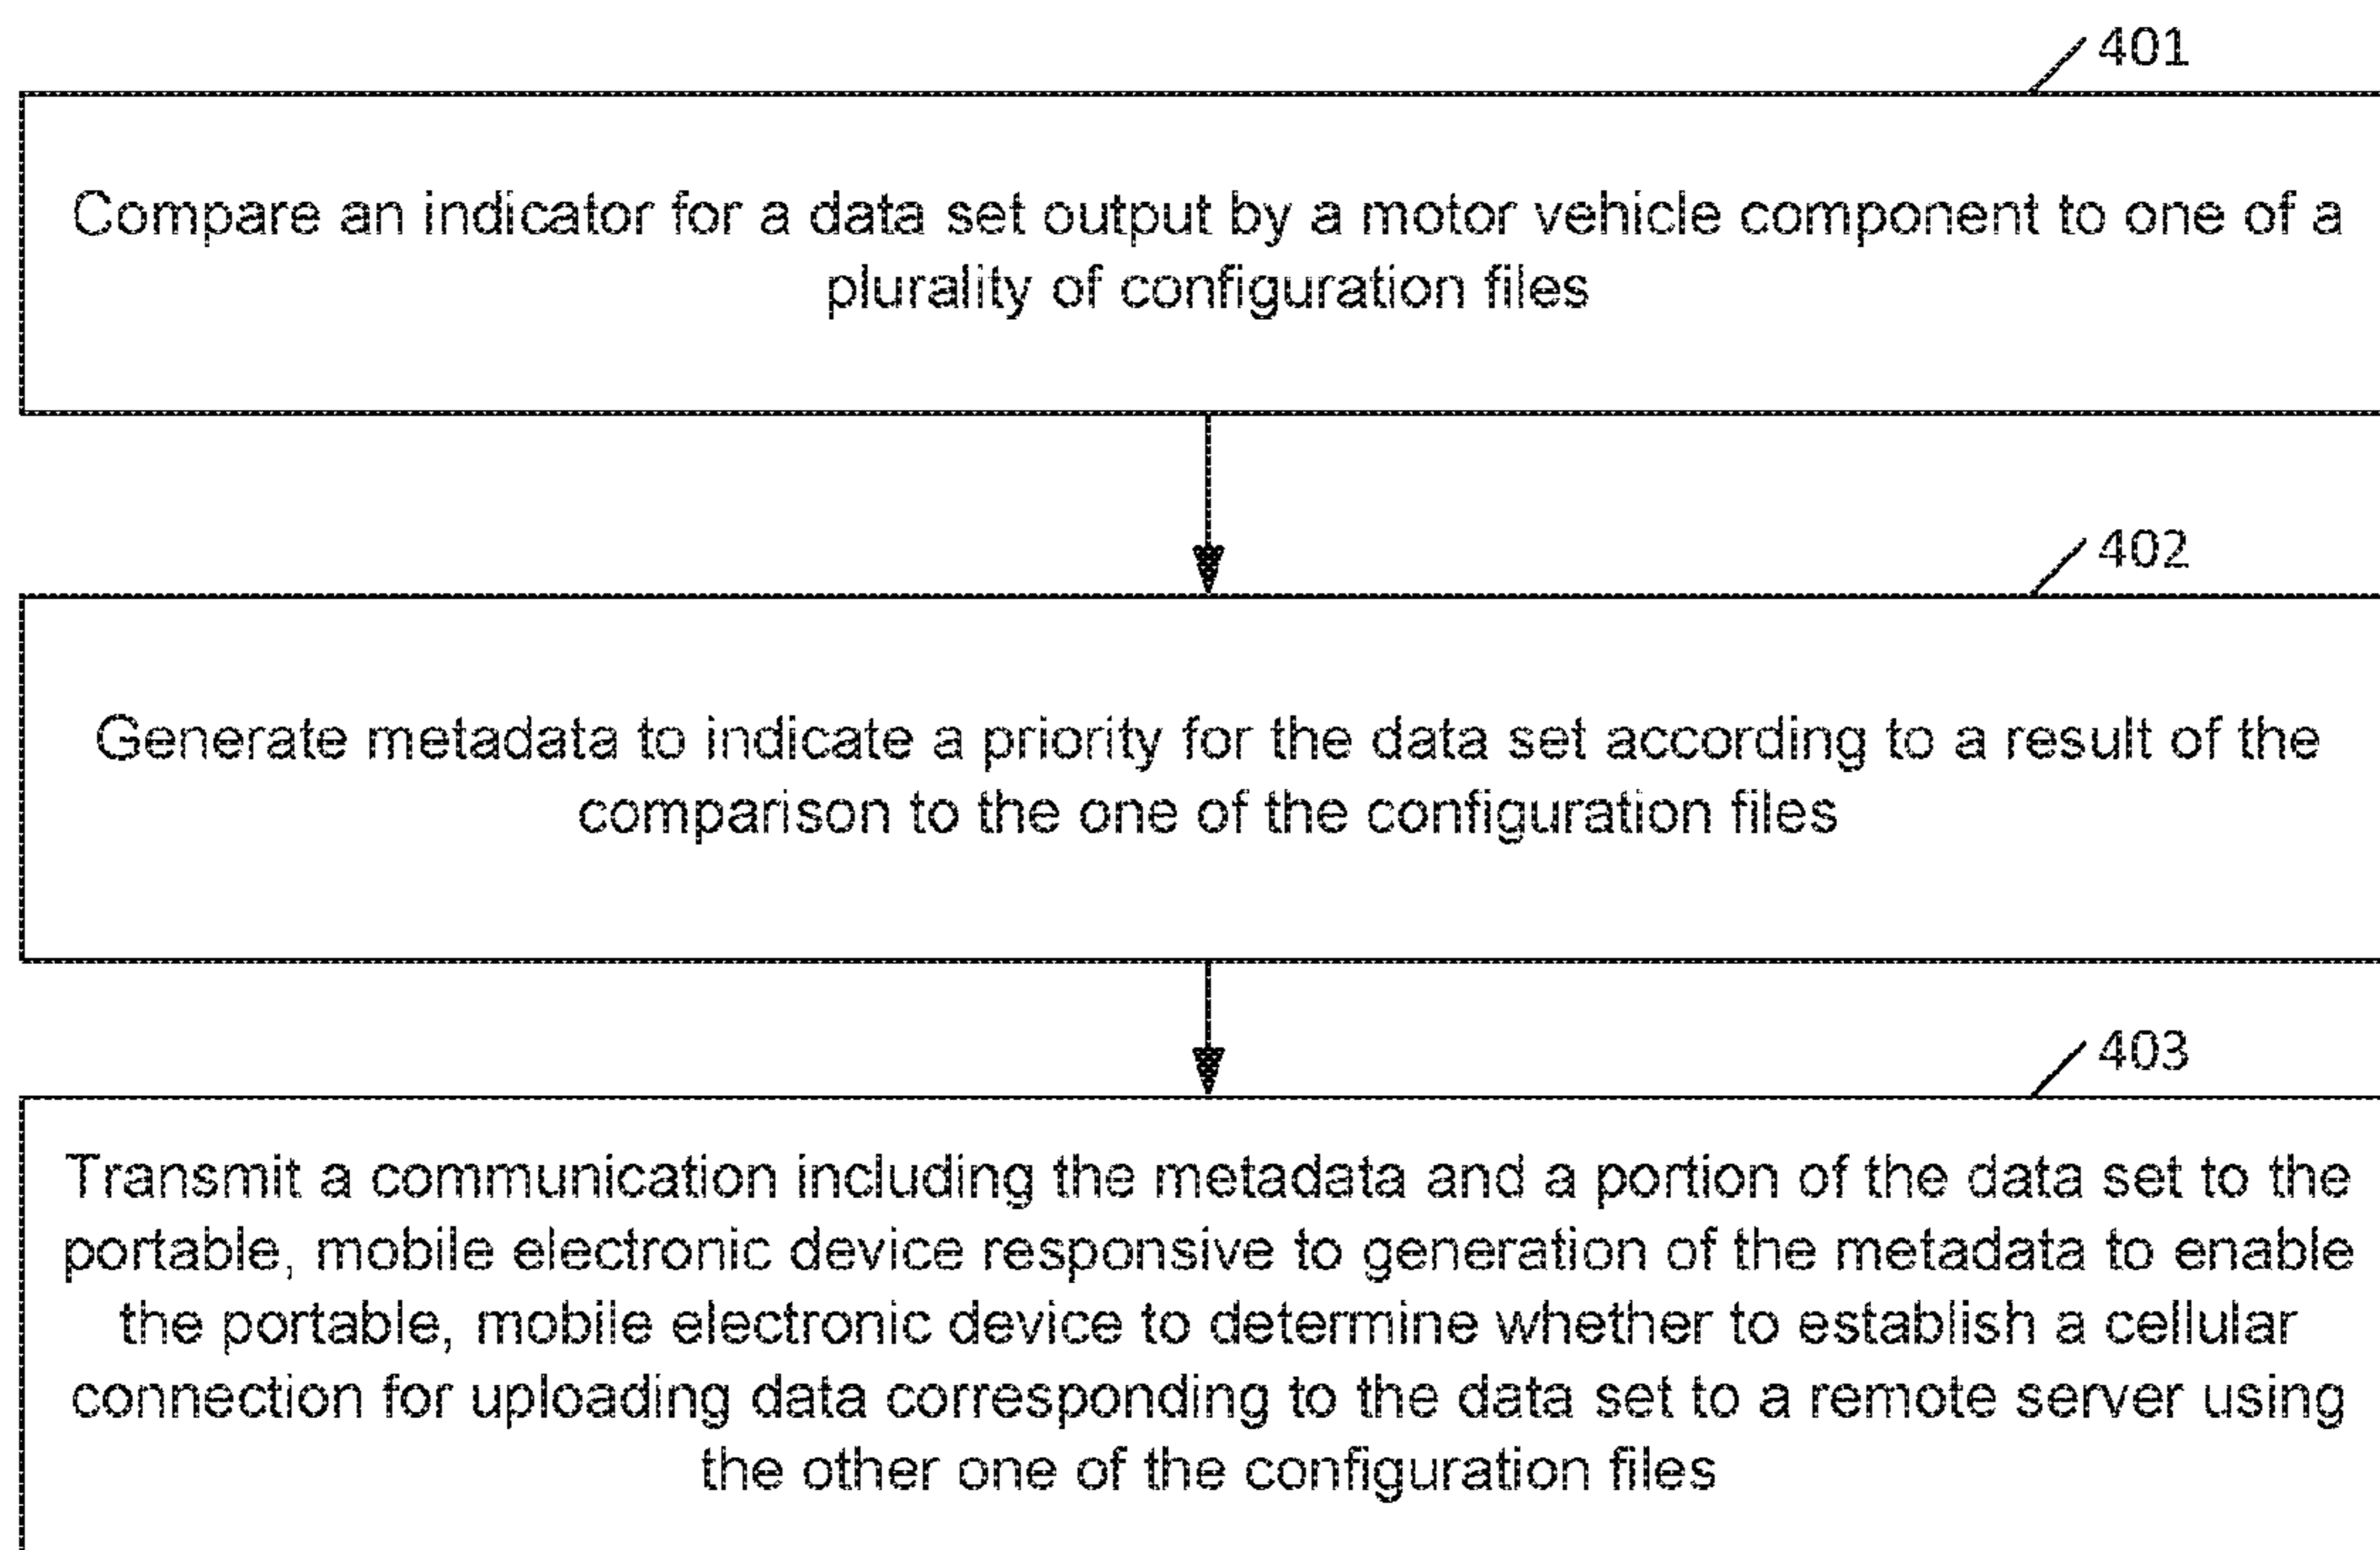 401
Compare an indicator for a data set output by a motor vehicle component to one of a
plurality of configuration files
402
Generate metadata to indicate a priority for the data set according to a result of the
comparison to the one of the configuration files
403
Transmit a communication including the metadata and a portion of the data set to the
portable, mobile electronic device responsive to generation of the metadata to enable
the portable, mobile electronic device to determine whether to establish a cellular
connection for uploading data corresponding to the data set to a remote server using
the other one of the configuration files